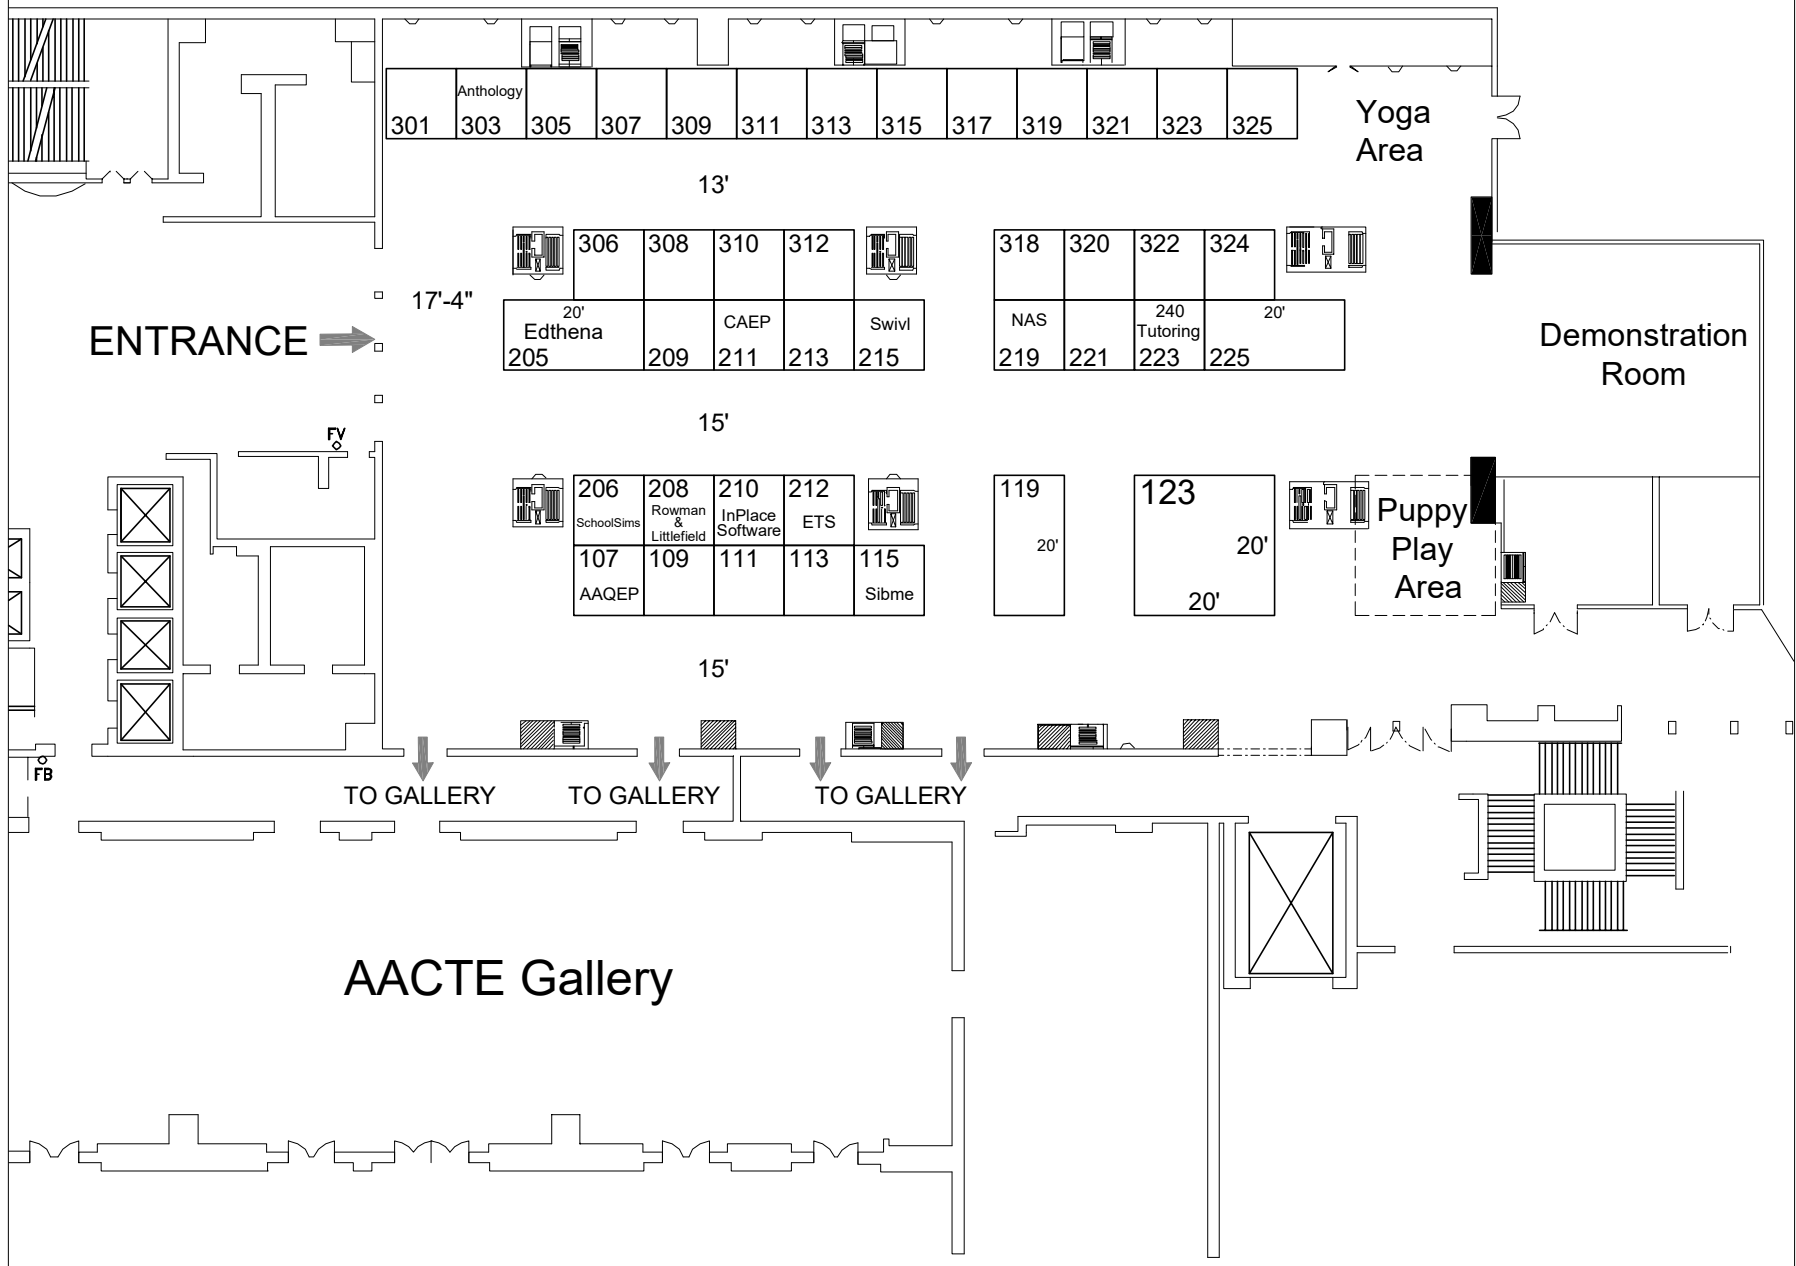 Anthology
301 303 305 307 309 311 313 315 317 319 321 323 325
Yoga
Area
13'
306 308 310 312 318 320 322 324
17'-4"
ENTRANCE
20'
Edthena
205
209
CAEP
211
213
Swivl
215
NAS
219
221
240
Tutoring
223
20'
225
Demonstration
Room
15'
FV
206
SchoolSims
208
Rowman
&
Littlefield
210
InPlace
Software
212
ETS
119
20'
123
20'
20'
Puppy
Play
Area
107
AAQEP
109
111
113
115
Sibme
15'
FB
TO GALLERY TO GALLERY TO GALLERY
AACTE Gallery